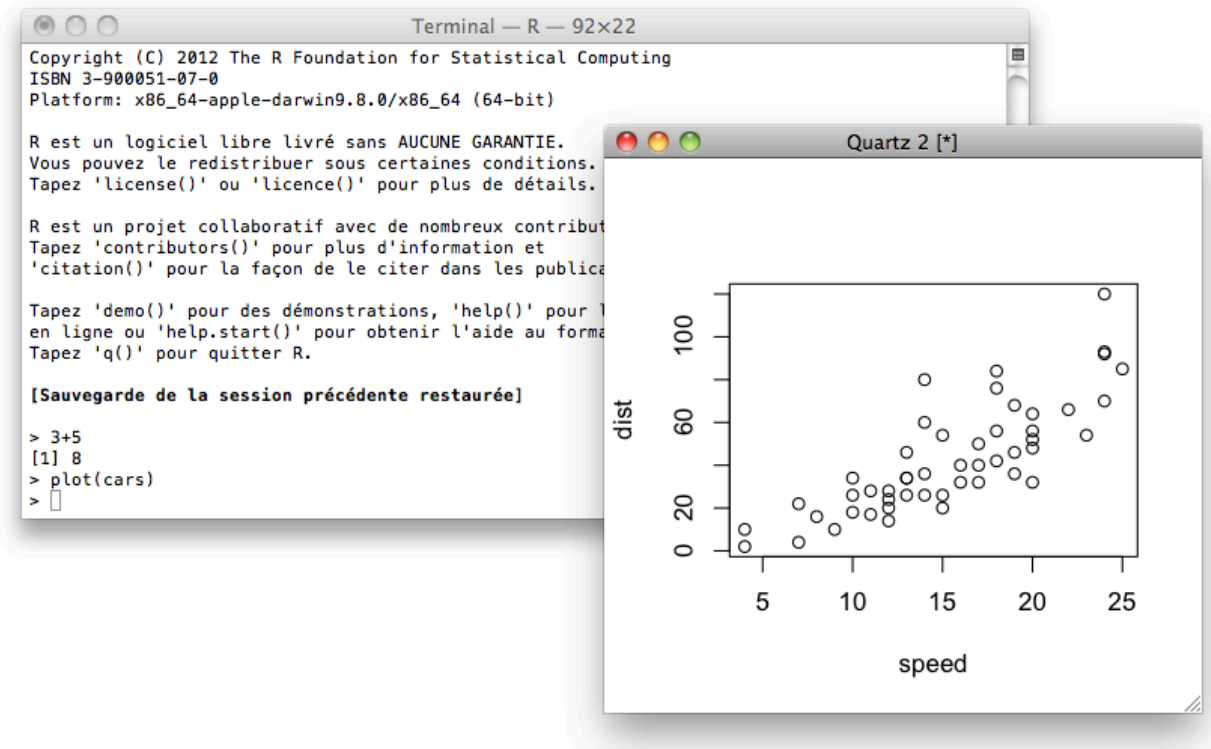 Terminal — R — 92×22
Copyright (C) 2012 The R Foundation for Statistical Computing
ISBN 3-900051-07-0
Platform: x86_64-apple-darwin9.8.0/x86_64 (64-bit)
R est un logiciel libre livré sans AUCUNE GARANTIE.
Vous pouvez le redistribuer sous certaines conditions.
Tapez 'license()' ou 'licence()' pour plus de détails.
R est un projet collaboratif avec de nombreux contribut
Tapez 'contributors()' pour plus d'information et
'citation()' pour la façon de le citer dans les publica
Tapez 'demo()' pour des démonstrations, 'help()' pour l
en ligne ou 'help.start()' pour obtenir l'aide au forma
Tapez 'q()' pour quitter R.
[Sauvegarde de la session précédente restaurée]
> 3+5
[1] 8
> plot(cars)
>
Quartz 2 [*]
dist
100
60
20
0
5 10 15 20 25
speed